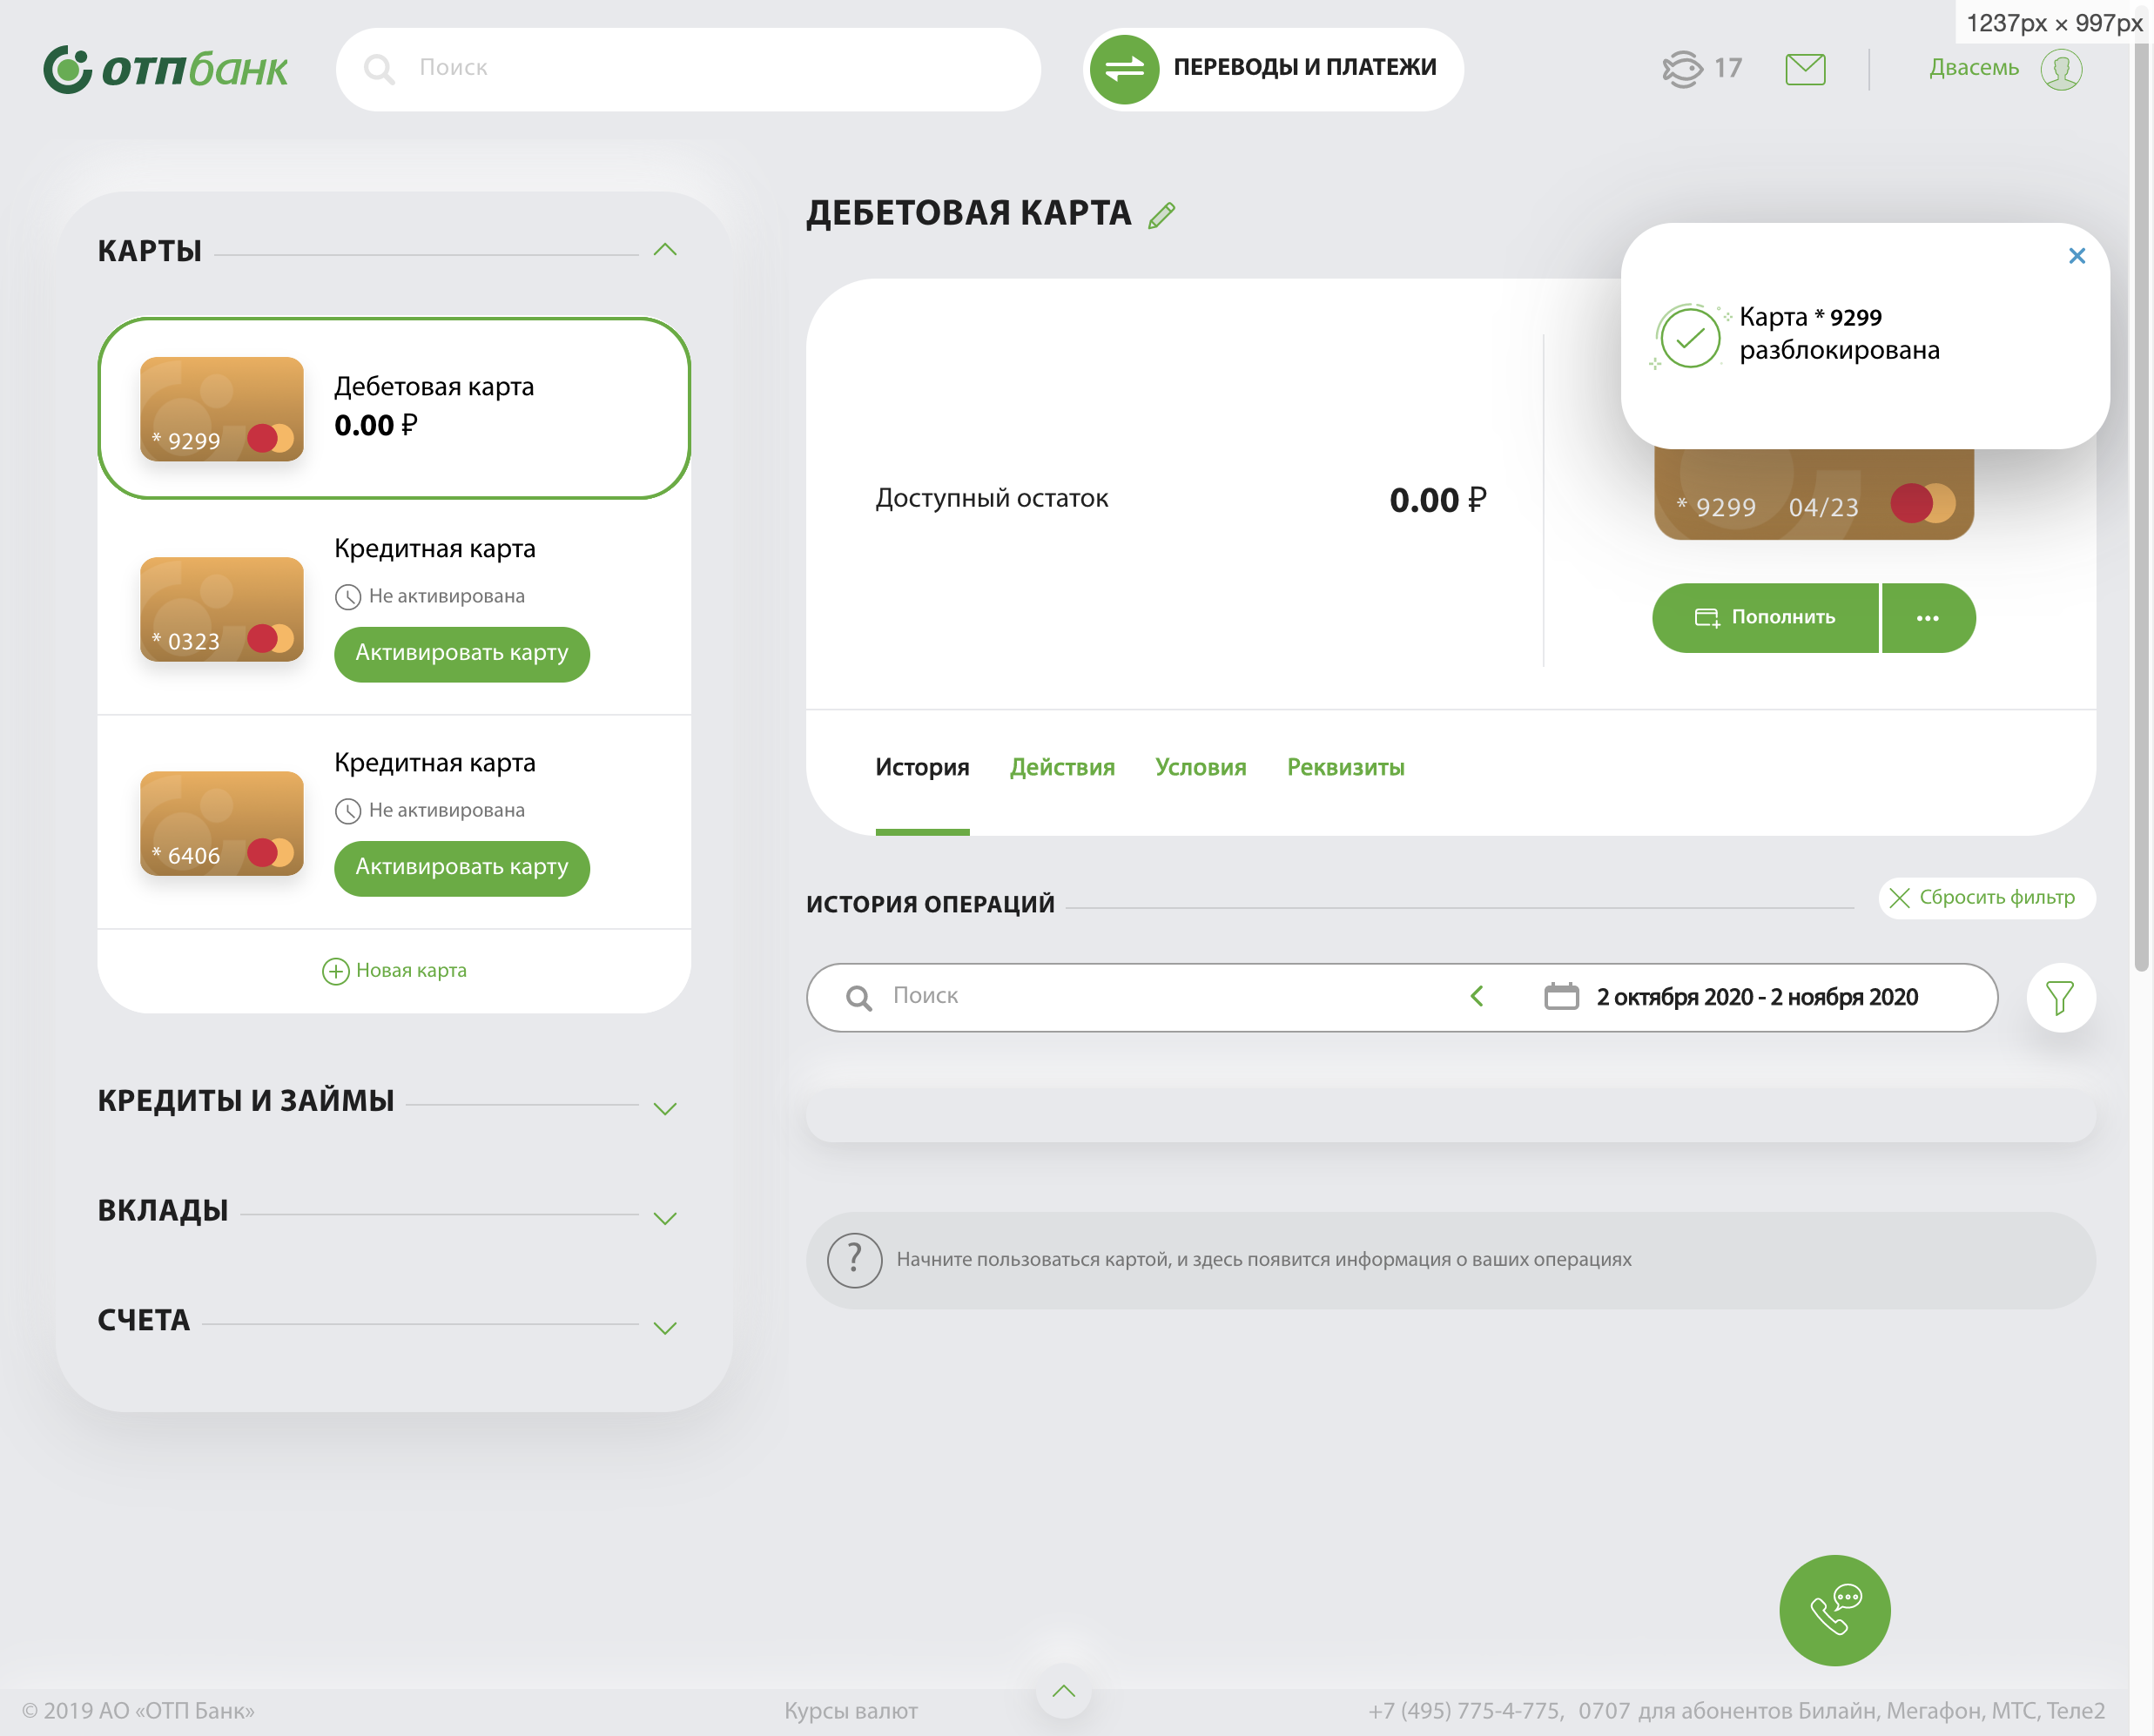 1237px × 997px
отпбанк
Поиск
ПЕРЕВОДЫ И ПЛАТЕЖИ
17
Двасемь
КАРТЫ
* 9299
Дебетовая карта
0.00 ₽
* 0323
Кредитная карта
Не активирована
Активировать карту
* 6406
Кредитная карта
Не активирована
Активировать карту
Новая карта
КРЕДИТЫ И ЗАЙМЫ
ВКЛАДЫ
СЧЕТА
ДЕБЕТОВАЯ КАРТА
Карта * 9299
разблокирована
Доступный остаток
0.00 ₽
* 9299 04/23
Пополнить
История Действия Условия Реквизиты
ИСТОРИЯ ОПЕРАЦИЙ
Сбросить фильтр
Поиск
2 октября 2020 - 2 ноября 2020
Начните пользоваться картой, и здесь появится информация о ваших операциях
© 2019 АО «ОТП Банк»
Курсы валют
+7 (495) 775-4-775, 0707 для абонентов Билайн, Мегафон, МТС, Теле2